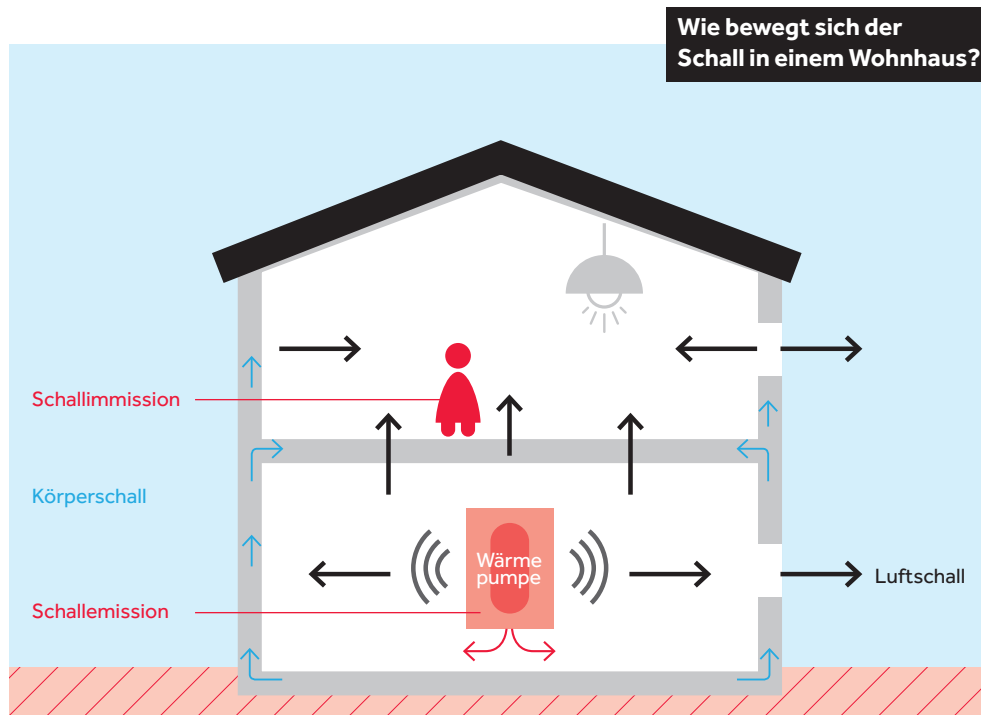 Wie bewegt sich der
Schall in einem Wohnhaus?
Schallimmission
Körperschall
Wärme
pumpe
Luftschall
Schallemission